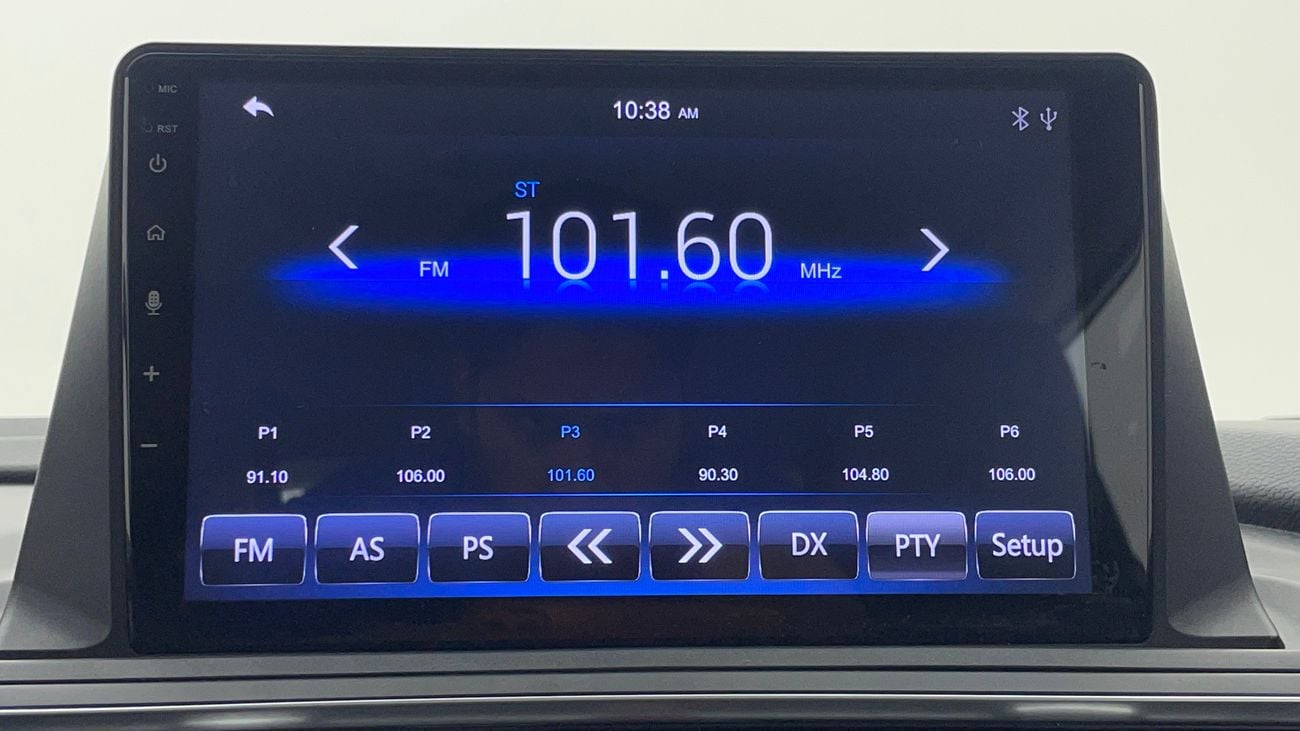 MIC
RST
10:38 AM
ST
FM 101.60 MHz
P1 P2 P3 P4 P5 P6
91.10 106.00 101.60 90.30 104.80 106.00
FM AS PS DX PTY Setup